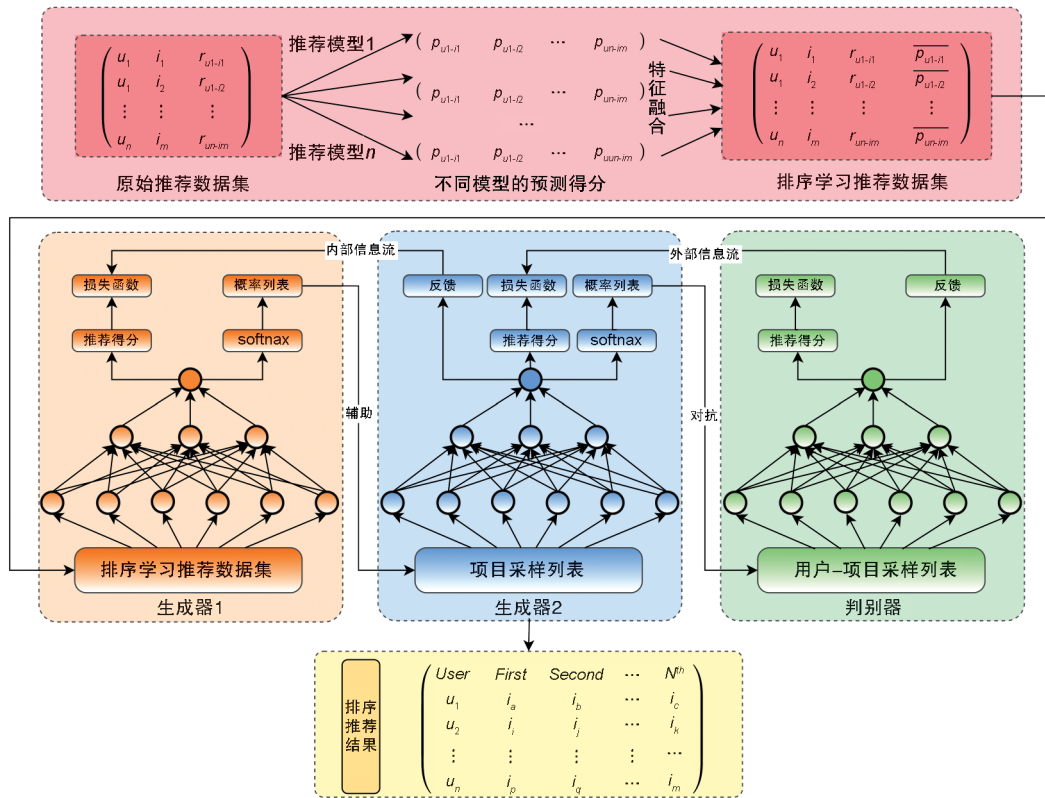 推荐模型1
推荐模型n
u1 i1 ru1-i1
u1 i2 ru1-i2
⋮ ⋮ ⋮
un im run-im
( pu1-i1 pu1-i2 ··· pun-im )
( pu1-i1 pu1-i2 ··· pun-im )
···
( pu1-i1 pu1-i2 ··· puun-im )
特征融合
u1 i1 ru1-i1 pu1-i1
u1 i2 ru1-i2 pu1-i2
⋮ ⋮ ⋮ ⋮
un im run-im pun-im
原始推荐数据集
不同模型的预测得分
排序学习推荐数据集
内部信息流
外部信息流
损失函数
概率列表
推荐得分
softnax
排序学习推荐数据集
生成器1
辅助
反馈
损失函数
概率列表
推荐得分
softnax
项目采样列表
生成器2
对抗
损失函数
反馈
推荐得分
用户-项目采样列表
判别器
排序
推荐
结果
User First Second ··· Nth
u1 ia ib ··· ic
u2 ii ij ··· ik
⋮ ⋮ ⋮ ⋮ ···
un ip iq ··· im